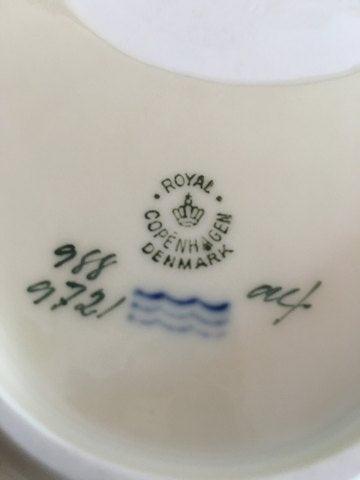 ROYAL
COPENHAGEN
DENMARK
988
9721